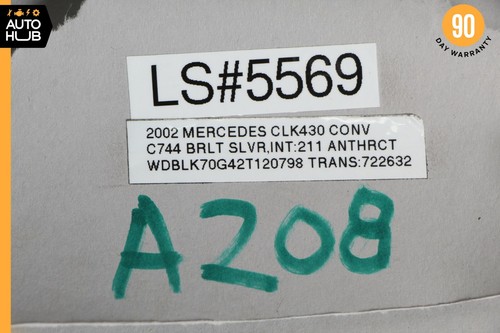 AUTO
HUB
90
DAY WARRANTY
LS#5569
2002 MERCEDES CLK430 CONV
C744 BRLT SLVR,INT:211 ANTHRCT
WDBLK70G42T120798 TRANS:722632
A208